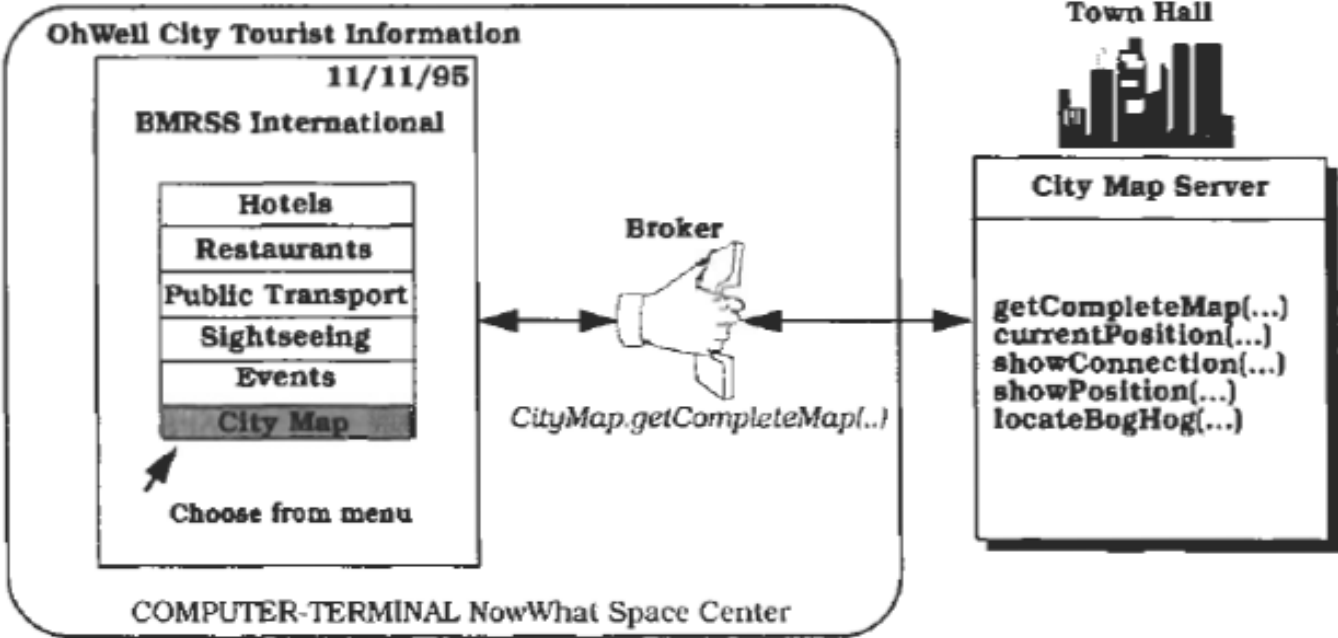 OhWell City Tourist Information
11/11/95
BMRSS International
Hotels
Restaurants
Public Transport
Sightseeing
Events
City Map
Choose from menu
COMPUTER-TERMINAL NowWhat Space Center
Broker
CityMap.getCompleteMap(..)
Town Hall
City Map Server
getCompleteMap(...)
currentPosition(...)
showConnection(...)
showPosition(...)
locateBogHog(...)